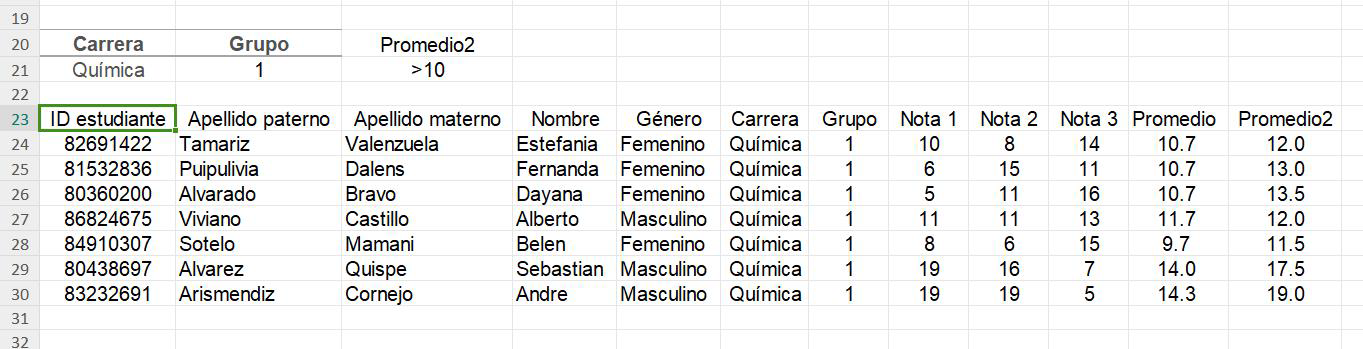 19
20 Carrera Grupo Promedio2
21 Química 1 >10
22
23 ID estudiante Apellido paterno Apellido materno Nombre Género Carrera Grupo Nota 1 Nota 2 Nota 3 Promedio Promedio2
24 82691422 Tamariz Valenzuela Estefania Femenino Química 1 10 8 14 10.7 12.0
25 81532836 Puipulivia Dalens Fernanda Femenino Química 1 6 15 11 10.7 13.0
26 80360200 Alvarado Bravo Dayana Femenino Química 1 5 11 16 10.7 13.5
27 86824675 Viviano Castillo Alberto Masculino Química 1 11 11 13 11.7 12.0
28 84910307 Sotelo Mamani Belen Femenino Química 1 8 6 15 9.7 11.5
29 80438697 Alvarez Quispe Sebastian Masculino Química 1 19 16 7 14.0 17.5
30 83232691 Arismendiz Cornejo Andre Masculino Química 1 19 19 5 14.3 19.0
31
32